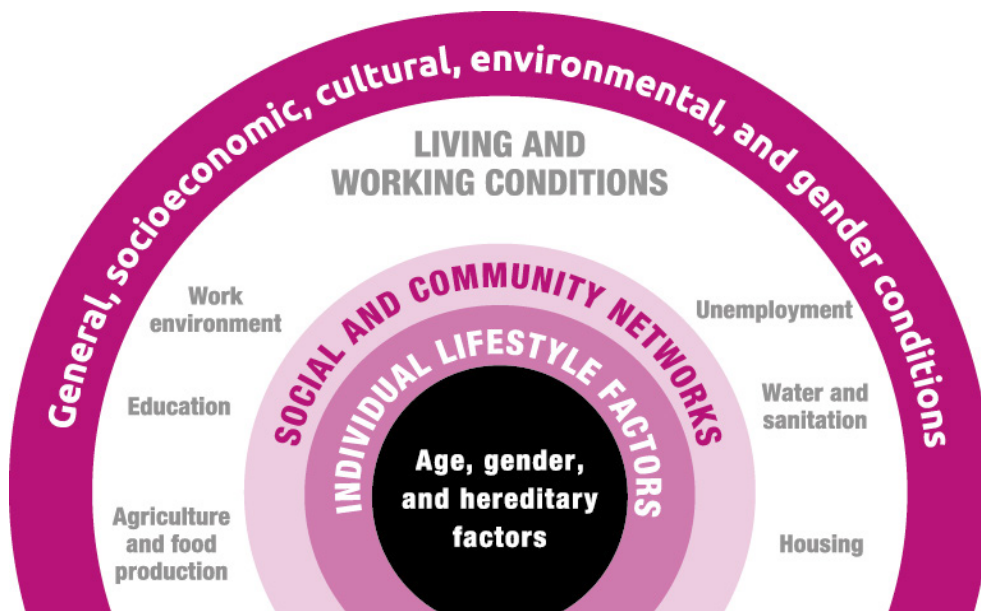 General, socioeconomic, cultural, environmental, and gender conditions
LIVING AND
WORKING CONDITIONS
SOCIAL AND COMMUNITY NETWORKS
INDIVIDUAL LIFESTYLE FACTORS
Age, gender,
and hereditary
factors
Work
environment
Education
Agriculture
and food
production
Unemployment
Water and
sanitation
Housing